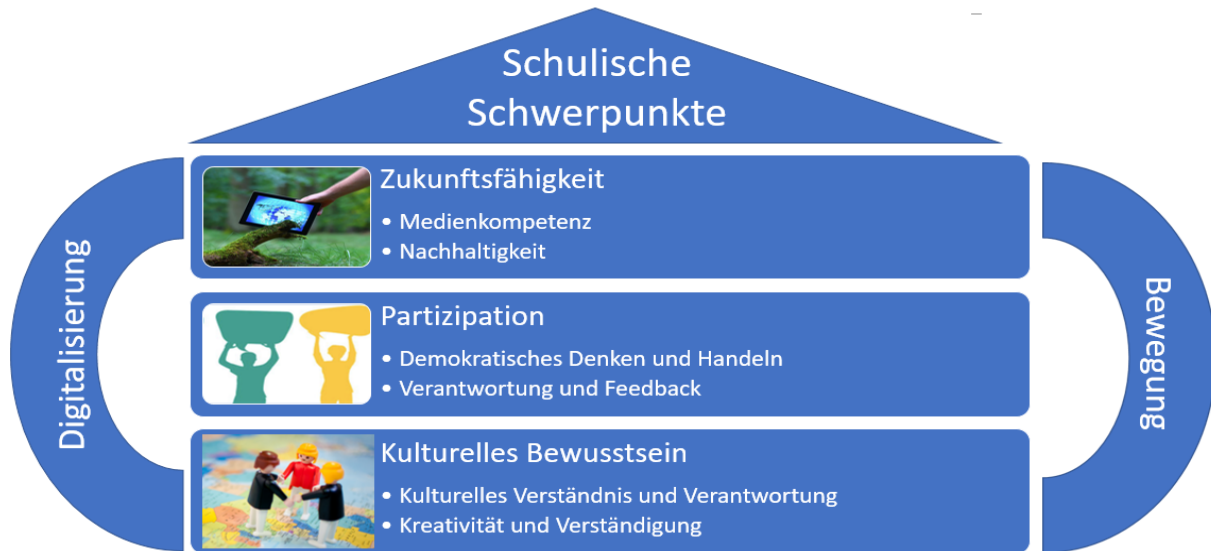 Schulische
Schwerpunkte
Digitalisierung
Zukunftsfähigkeit
• Medienkompetenz
• Nachhaltigkeit
Partizipation
• Demokratisches Denken und Handeln
• Verantwortung und Feedback
Kulturelles Bewusstsein
• Kulturelles Verständnis und Verantwortung
• Kreativität und Verständigung
Bewegung